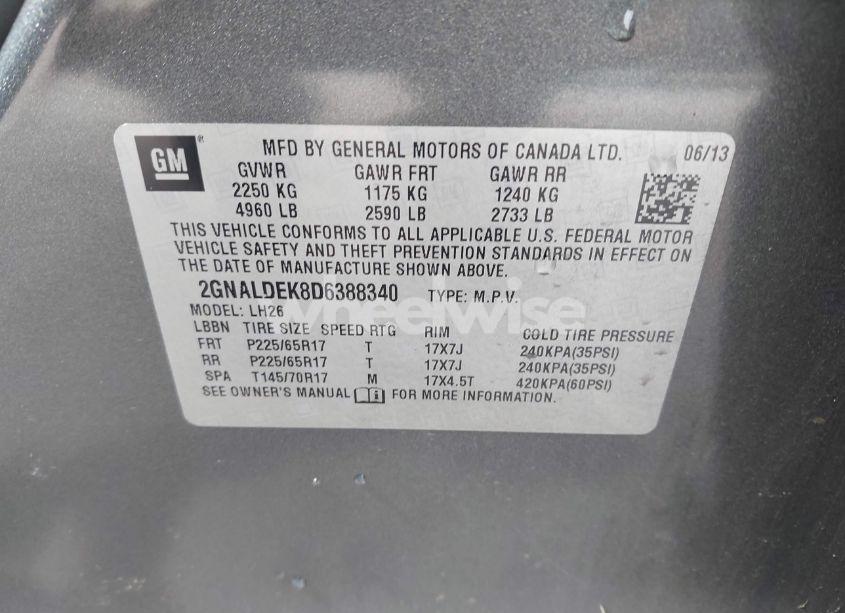 GM
MFD BY GENERAL MOTORS OF CANADA LTD. 06/13
GVWR GAWR FRT GAWR RR
2250 KG 1175 KG 1240 KG
4960 LB 2590 LB 2733 LB
THIS VEHICLE CONFORMS TO ALL APPLICABLE U.S. FEDERAL MOTOR
VEHICLE SAFETY AND THEFT PREVENTION STANDARDS IN EFFECT ON
THE DATE OF MANUFACTURE SHOWN ABOVE.
2GNALDEK8D6388340 TYPE: M.P.V.
wheelwise
MODEL: LH26
LBBN TIRE SIZE SPEED RTG RIM COLD TIRE PRESSURE
FRT P225/65R17 T 17X7J 240KPA(35PSI)
RR P225/65R17 T 17X7J 240KPA(35PSI)
SPA T145/70R17 M 17X4.5T 420KPA(60PSI)
SEE OWNER'S MANUAL FOR MORE INFORMATION.